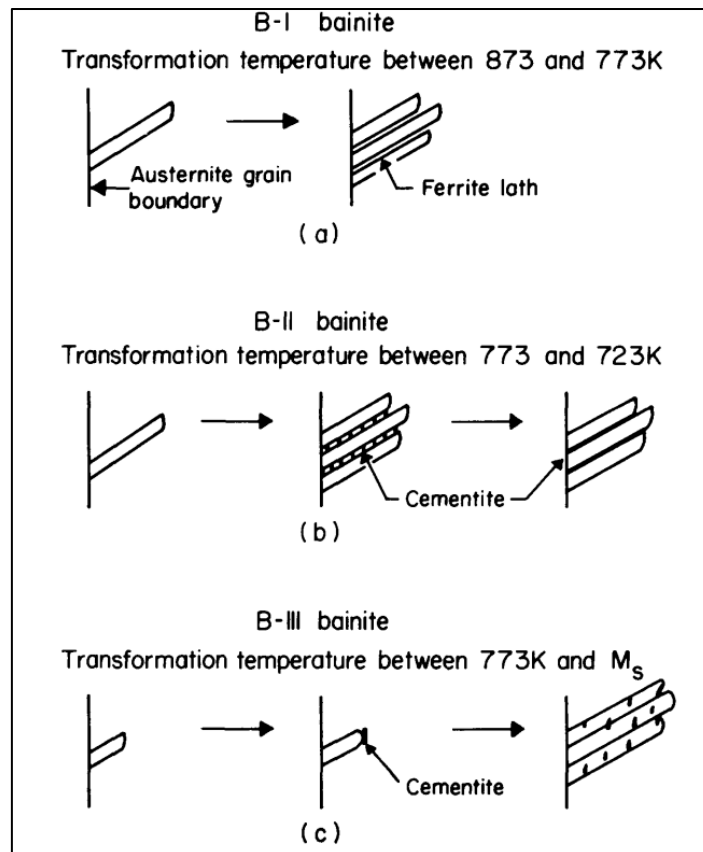 B-I bainite
Transformation temperature between 873 and 773K
Austernite grain
boundary
Ferrite lath
(a)
B-II bainite
Transformation temperature between 773 and 723K
Cementite
(b)
B-III bainite
Transformation temperature between 773K and Ms
Cementite
(c)